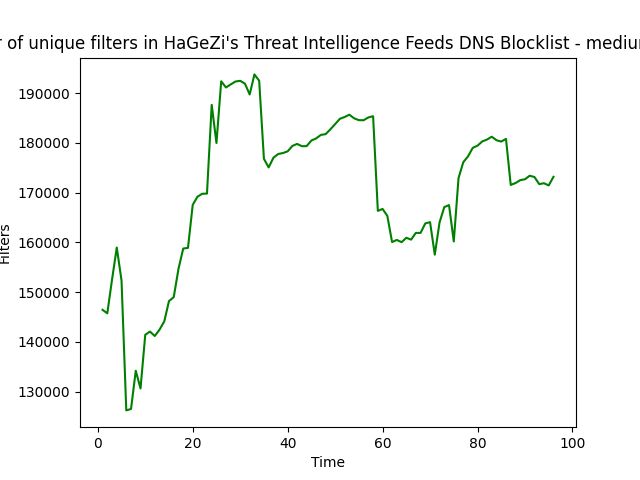 r of unique filters in HaGeZi's Threat Intelligence Feeds DNS Blocklist - mediu
Filters
190000
180000
170000
160000
150000
140000
130000
0 20 40 60 80 100
Time